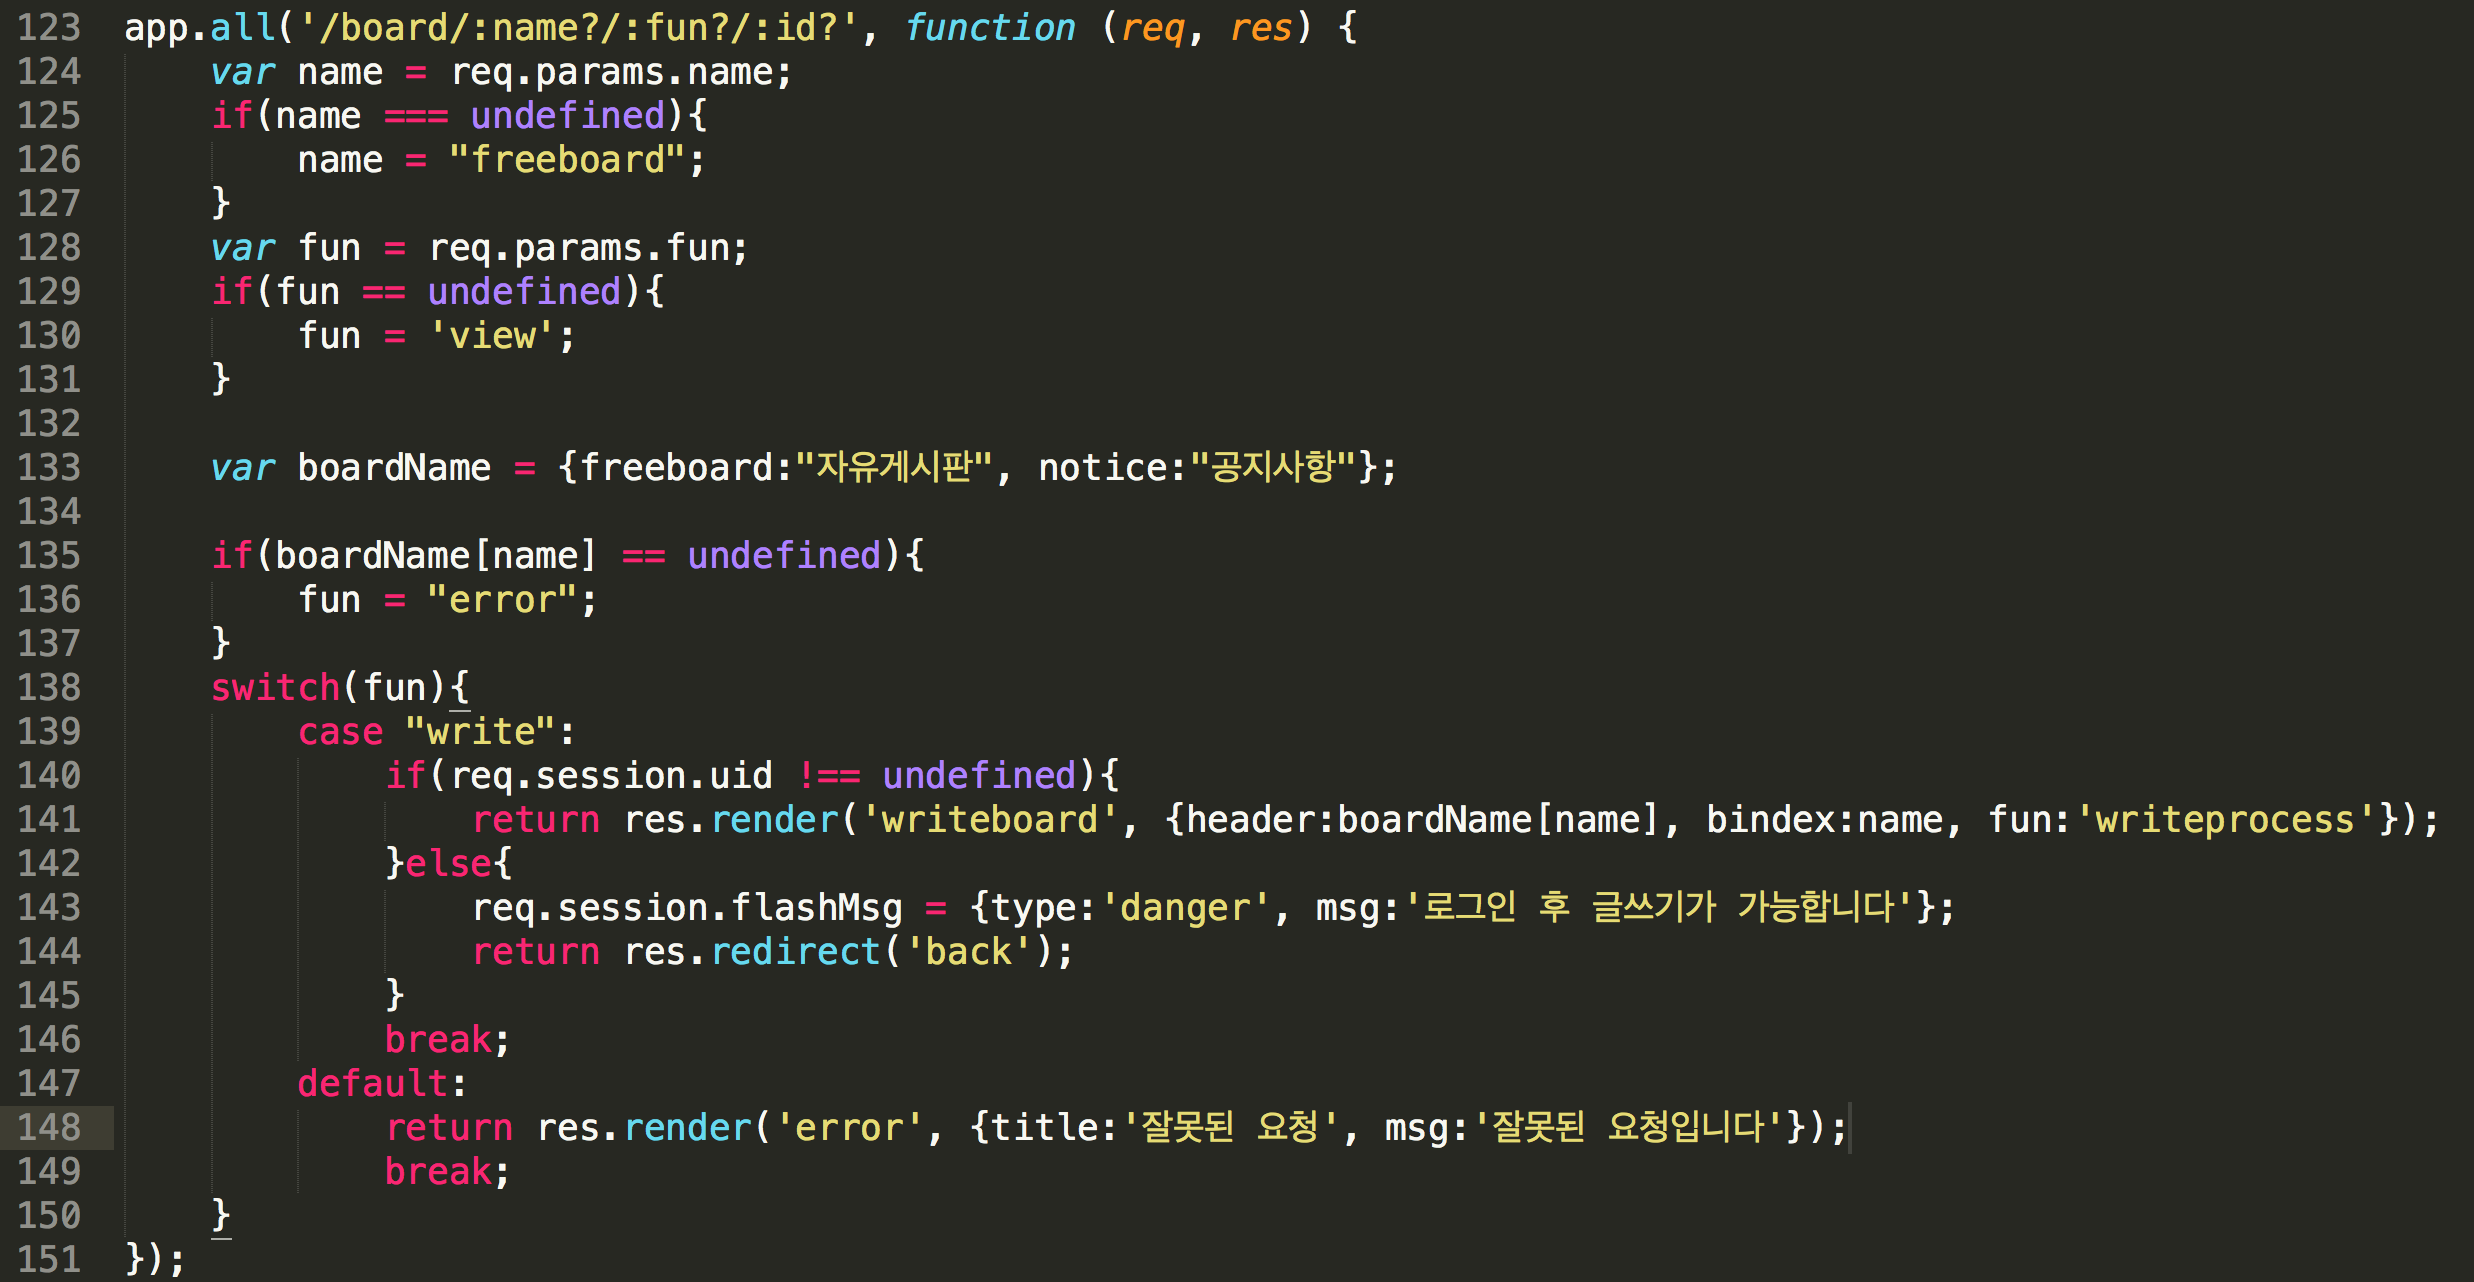 123 app.all('/board/:name?/:fun?/:id?', function (req, res) {
124     var name = req.params.name;
125     if(name === undefined){
126         name = "freeboard";
127     }
128     var fun = req.params.fun;
129     if(fun == undefined){
130         fun = 'view';
131     }
132
133     var boardName = {freeboard:"자유게시판", notice:"공지사항"};
134
135     if(boardName[name] == undefined){
136         fun = "error";
137     }
138     switch(fun){
139         case "write":
140             if(req.session.uid !== undefined){
141                 return res.render('writeboard', {header:boardName[name], bindex:name, fun:'writeprocess'});
142             }else{
143                 req.session.flashMsg = {type:'danger', msg:'로그인 후 글쓰기가 가능합니다'};
144                 return res.redirect('back');
145             }
146             break;
147         default:
148             return res.render('error', {title:'잘못된 요청', msg:'잘못된 요청입니다'});
149             break;
150     }
151 });